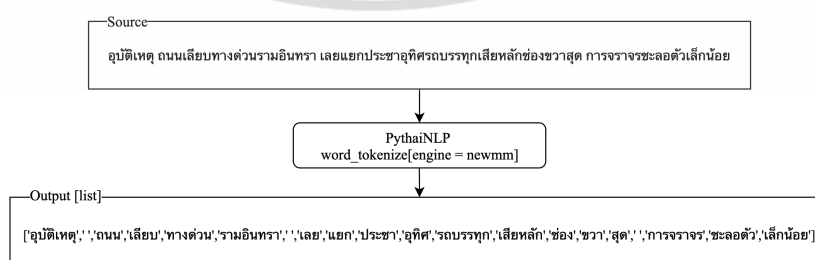 Source
อุบัติเหตุ ถนนเลียบทางด่วนรามอินทรา เลยแยกประชาอุทิศรถบรรทุกเสียหลักช่องขวาสุด การจราจรชะลอตัวเล็กน้อย
PythaiNLP
word_tokenize[engine = newmm]
Output [list]
['อุบัติเหตุ',' ','ถนน','เลียบ','ทางด่วน','รามอินทรา',' ','เลย','แยก','ประชา','อุทิศ','รถบรรทุก','เสียหลัก','ช่อง','ขวา','สุด',' ','การจราจร','ชะลอตัว','เล็กน้อย']